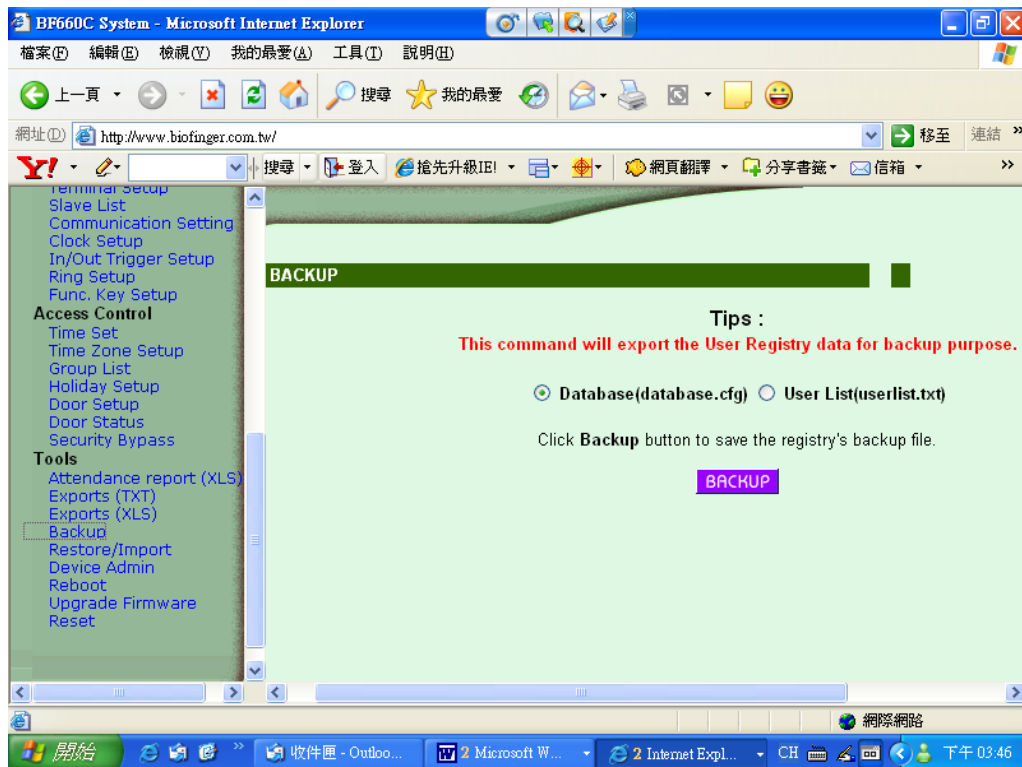 BF660C System - Microsoft Internet Explorer
檔案(F) 編輯(E) 檢視(V) 我的最愛(A) 工具(T) 說明(H)
上一頁 搜尋 我的最愛
網址(D) http://www.biofinger.com.tw/ 移至 連結 »
Y! 搜尋 登入 搶先升級IE! 網頁翻譯 分享書籤 信箱 »
Terminal Setup
Slave List
Communication Setting
Clock Setup
In/Out Trigger Setup
Ring Setup
Func. Key Setup
Access Control
Time Set
Time Zone Setup
Group List
Holiday Setup
Door Setup
Door Status
Security Bypass
Tools
Attendance report (XLS)
Exports (TXT)
Exports (XLS)
Backup
Restore/Import
Device Admin
Reboot
Upgrade Firmware
Reset
BACKUP
Tips :
This command will export the User Registry data for backup purpose.
Database(database.cfg) User List(userlist.txt)
Click Backup button to save the registry's backup file.
BACKUP
網際網路
開始 » 收件匣 - Outloo... 2 Microsoft W... 2 Internet Expl... CH 下午 03:46